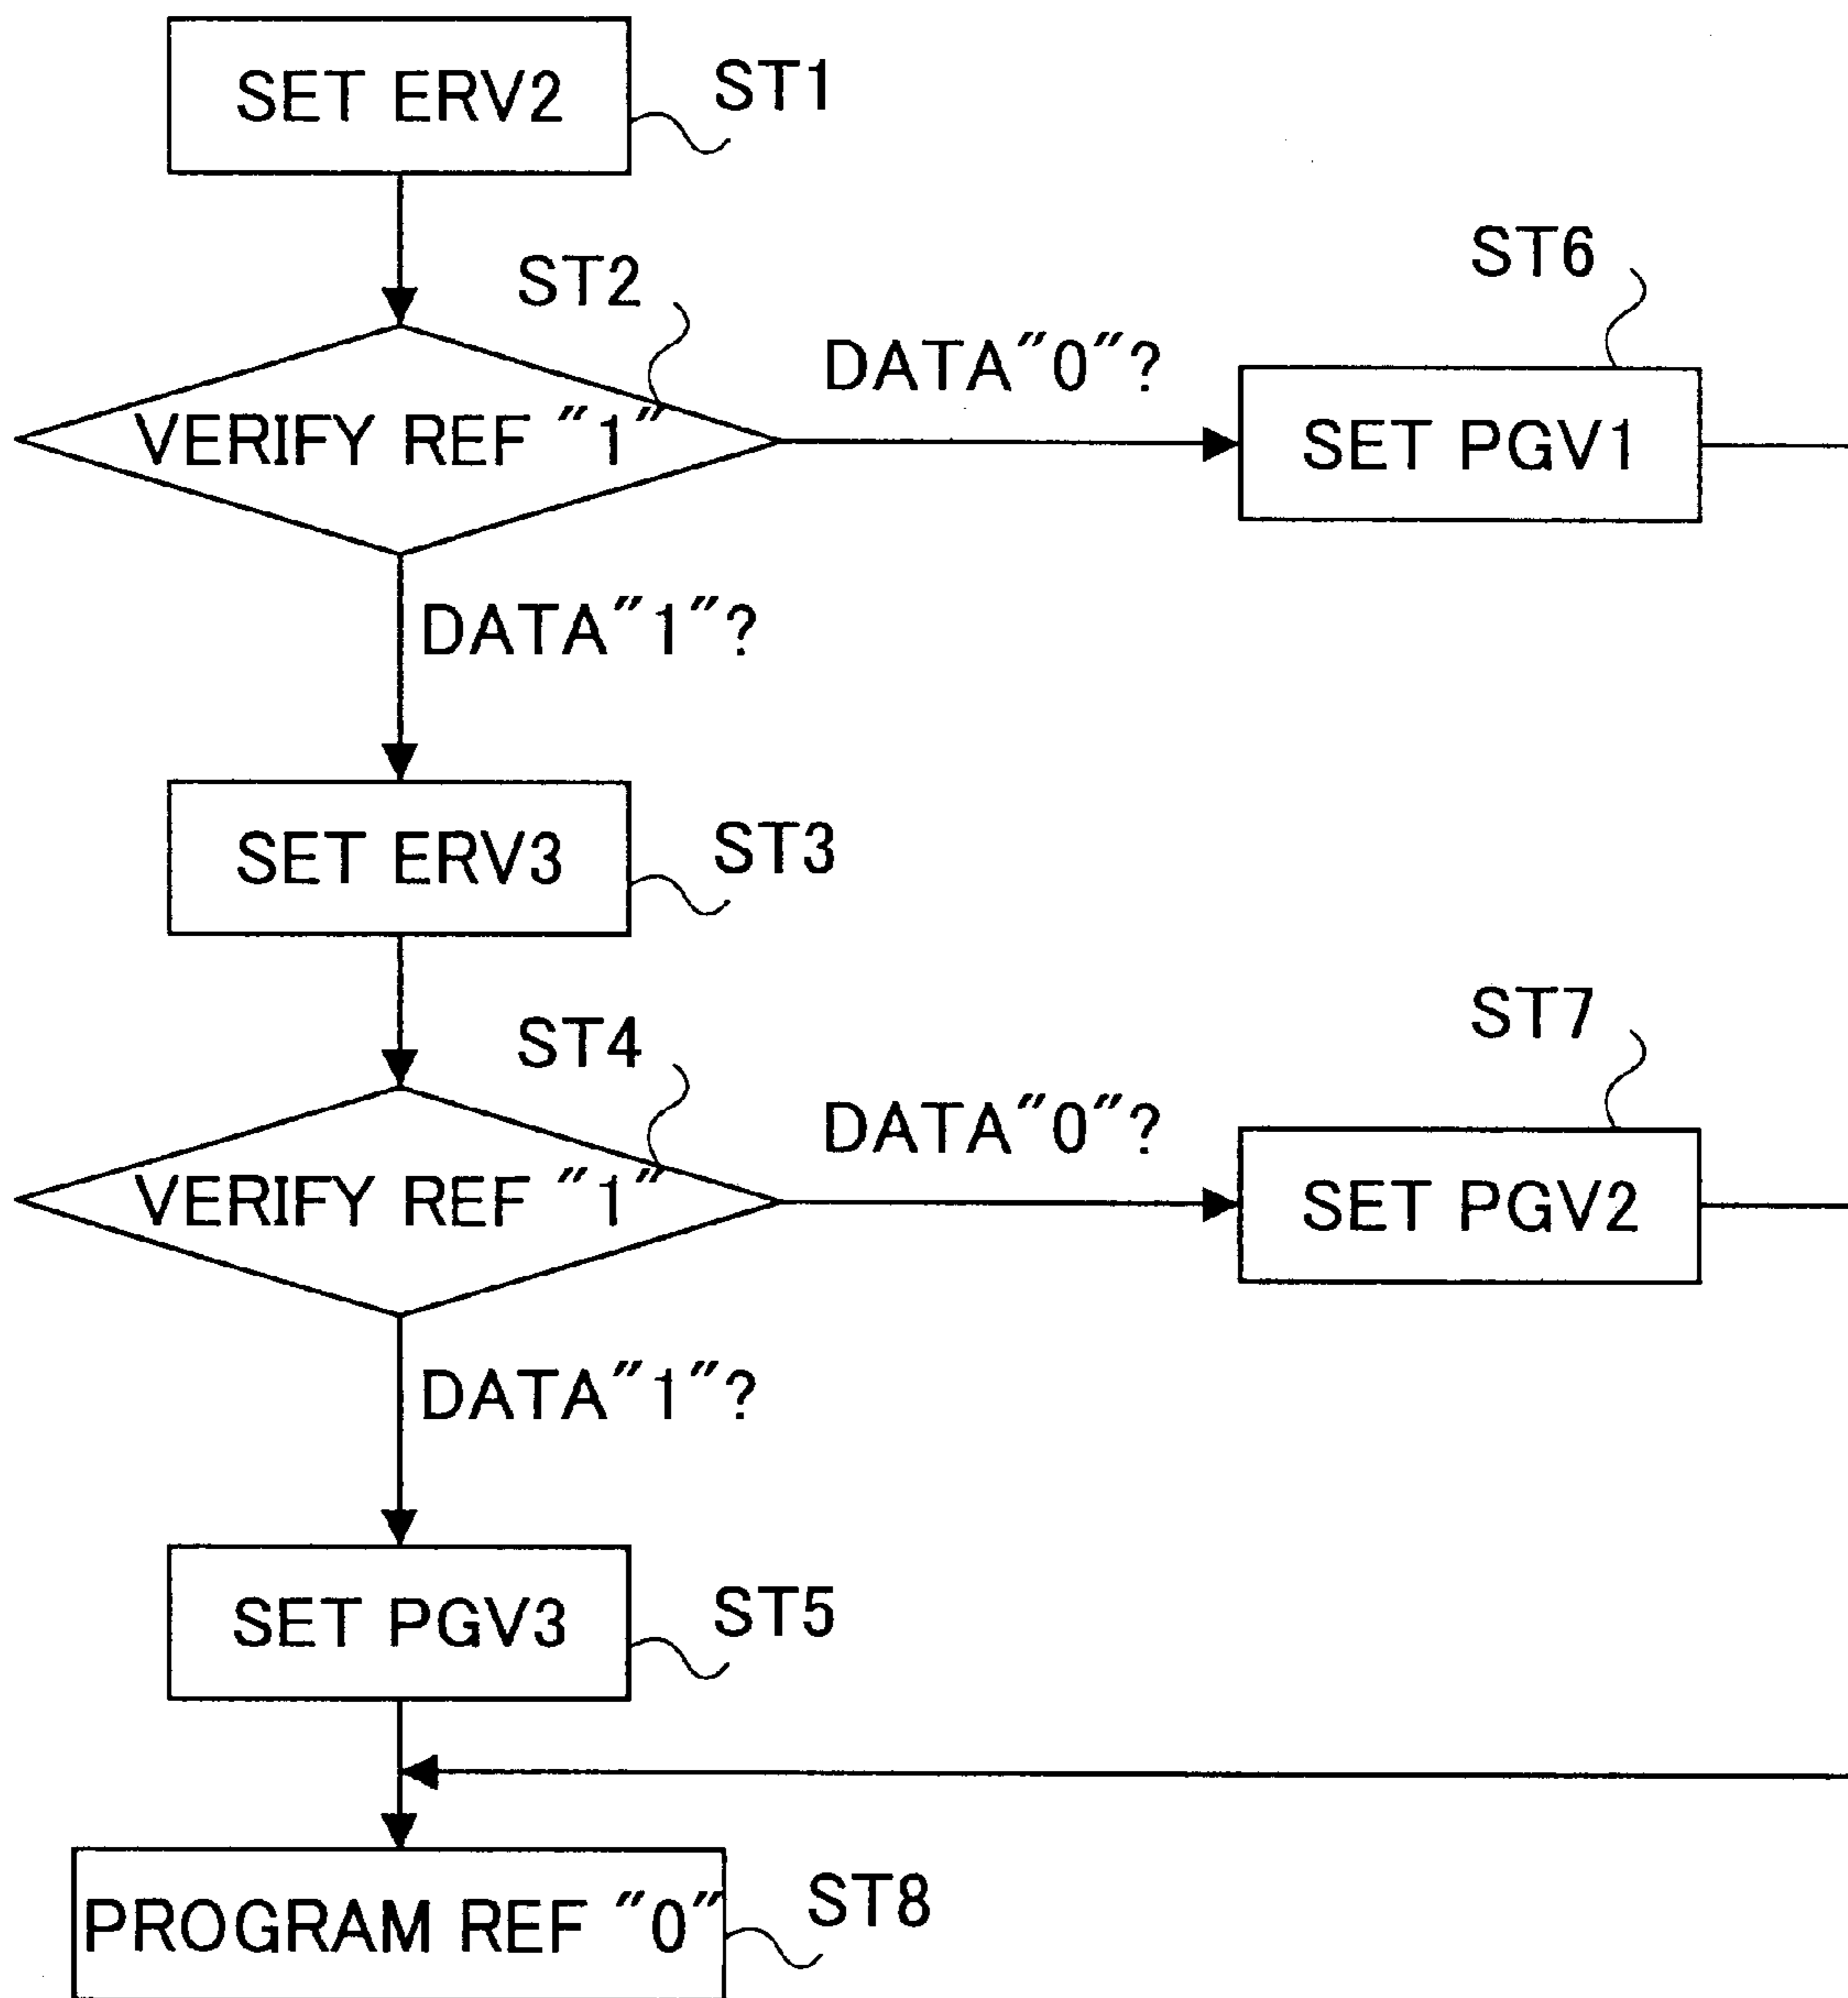 SET ERV2
ST1
ST2
VERIFY REF "1"
DATA"0"?
ST6
SET PGV1
DATA"1"?
SET ERV3
ST3
ST4
VERIFY REF "1"
DATA"0"?
ST7
SET PGV2
DATA"1"?
SET PGV3
ST5
PROGRAM REF "0"
ST8